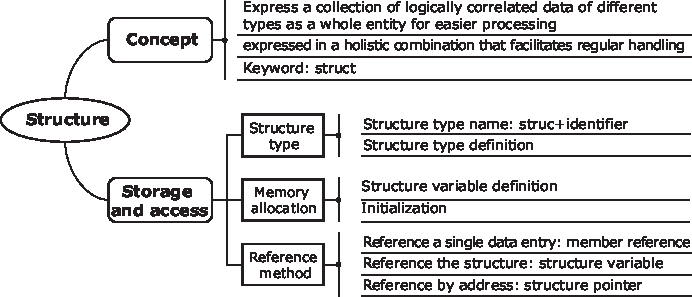 Express a collection of logically correlated data of different
types as a whole entity for easier processing
Concept
expressed in a holistic combination that facilitates regular handling
Keyword: struct
Structure
Structure
type
Structure type name: struc+identifier
Structure type definition
Storage
and access
Memory
allocation
Structure variable definition
Initialization
Reference
method
Reference a single data entry: member reference
Reference the structure: structure variable
Reference by address: structure pointer